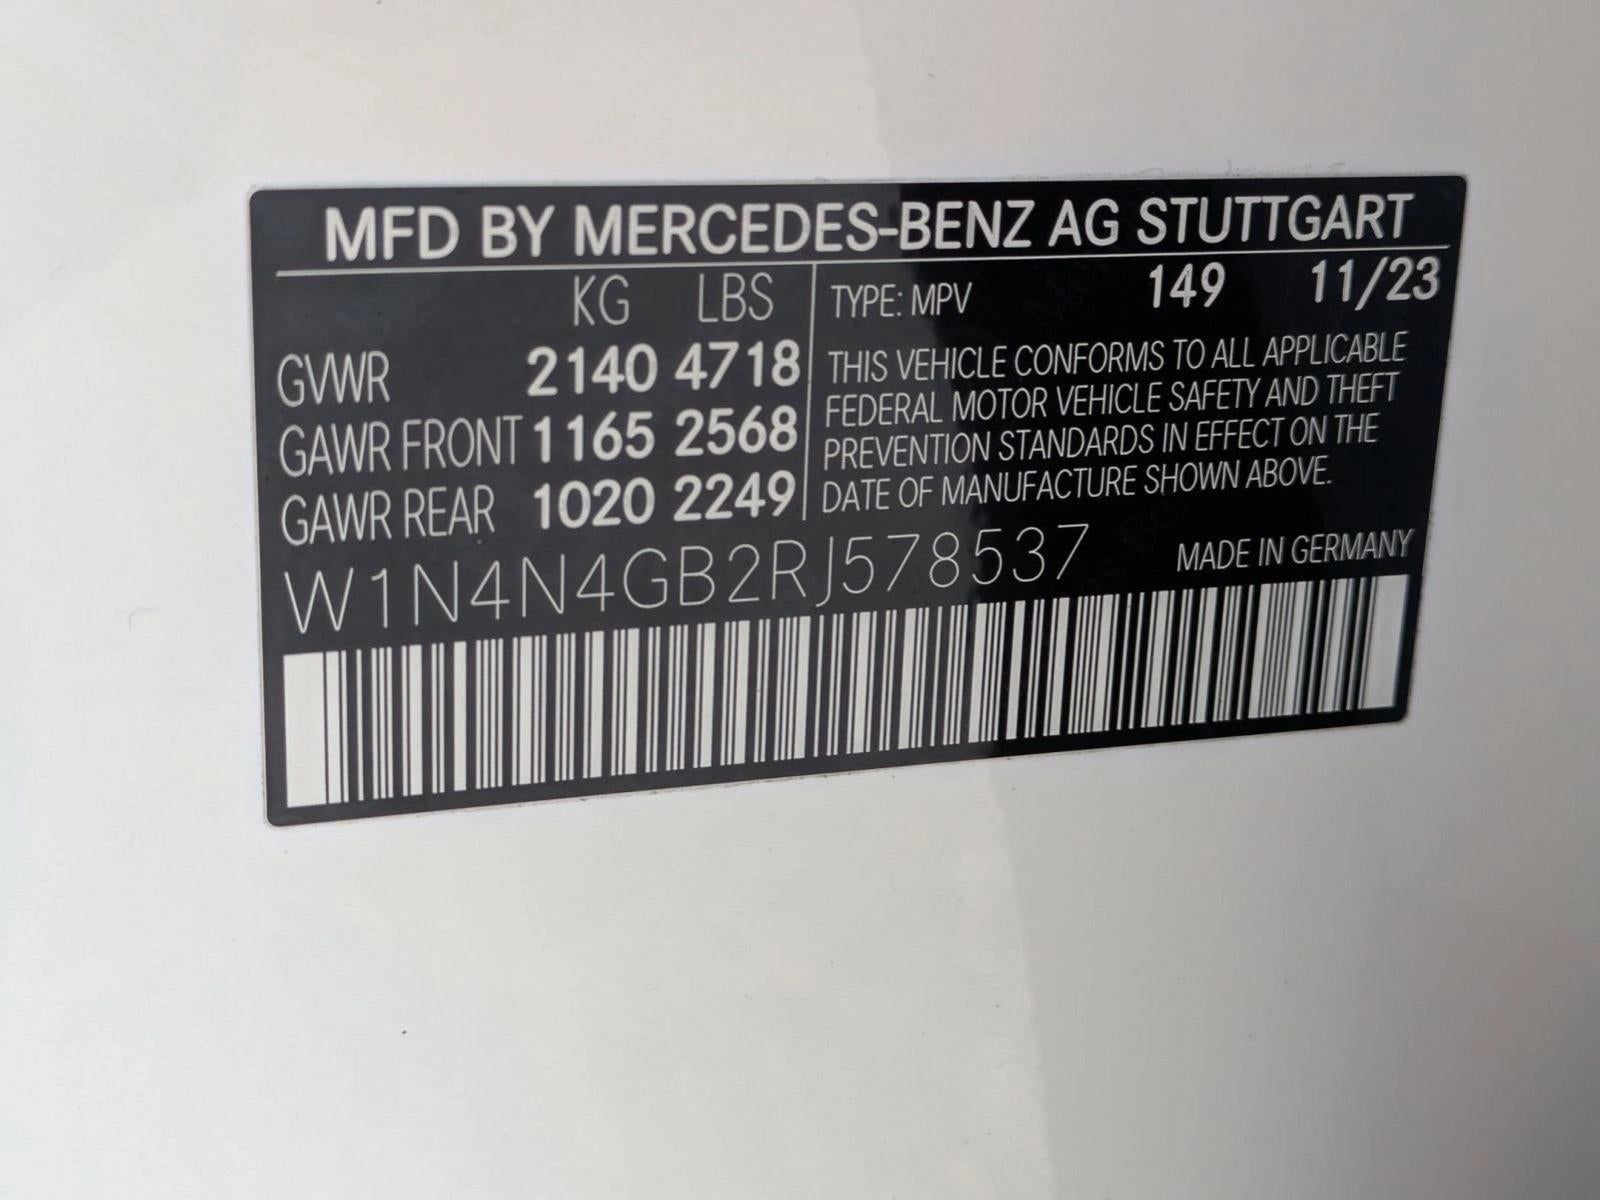 MFD BY MERCEDES-BENZ AG STUTTGART
KG LBS
GVWR 2140 4718
GAWR FRONT 1165 2568
GAWR REAR 1020 2249
TYPE: MPV 149 11/23
THIS VEHICLE CONFORMS TO ALL APPLICABLE
FEDERAL MOTOR VEHICLE SAFETY AND THEFT
PREVENTION STANDARDS IN EFFECT ON THE
DATE OF MANUFACTURE SHOWN ABOVE.
W1N4N4GB2RJ578537
MADE IN GERMANY